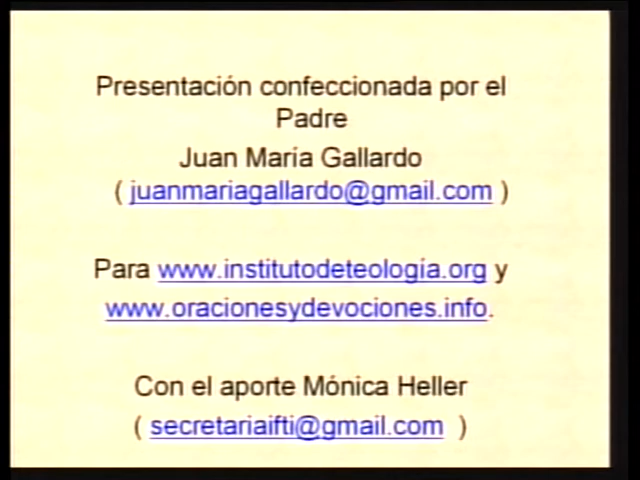 Presentación confeccionada por el
Padre
Juan María Gallardo
( juanmariagallardo@gmail.com )
Para www.institutodeteologia.org y
www.oracionesydevociones.info.
Con el aporte Mónica Heller
( secretariaifti@gmail.com )